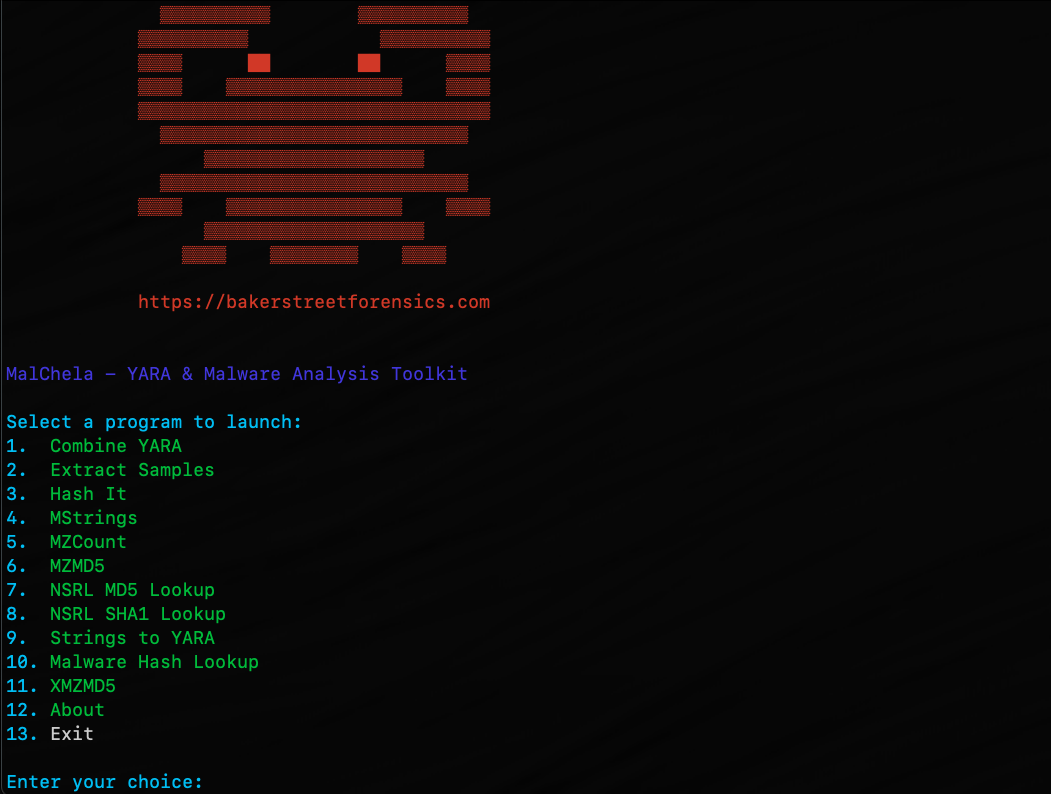 https://bakerstreetforensics.com
MalChela – YARA & Malware Analysis Toolkit
Select a program to launch:
1. Combine YARA
2. Extract Samples
3. Hash It
4. MStrings
5. MZCount
6. MZMD5
7. NSRL MD5 Lookup
8. NSRL SHA1 Lookup
9. Strings to YARA
10. Malware Hash Lookup
11. XMZMD5
12. About
13. Exit
Enter your choice: